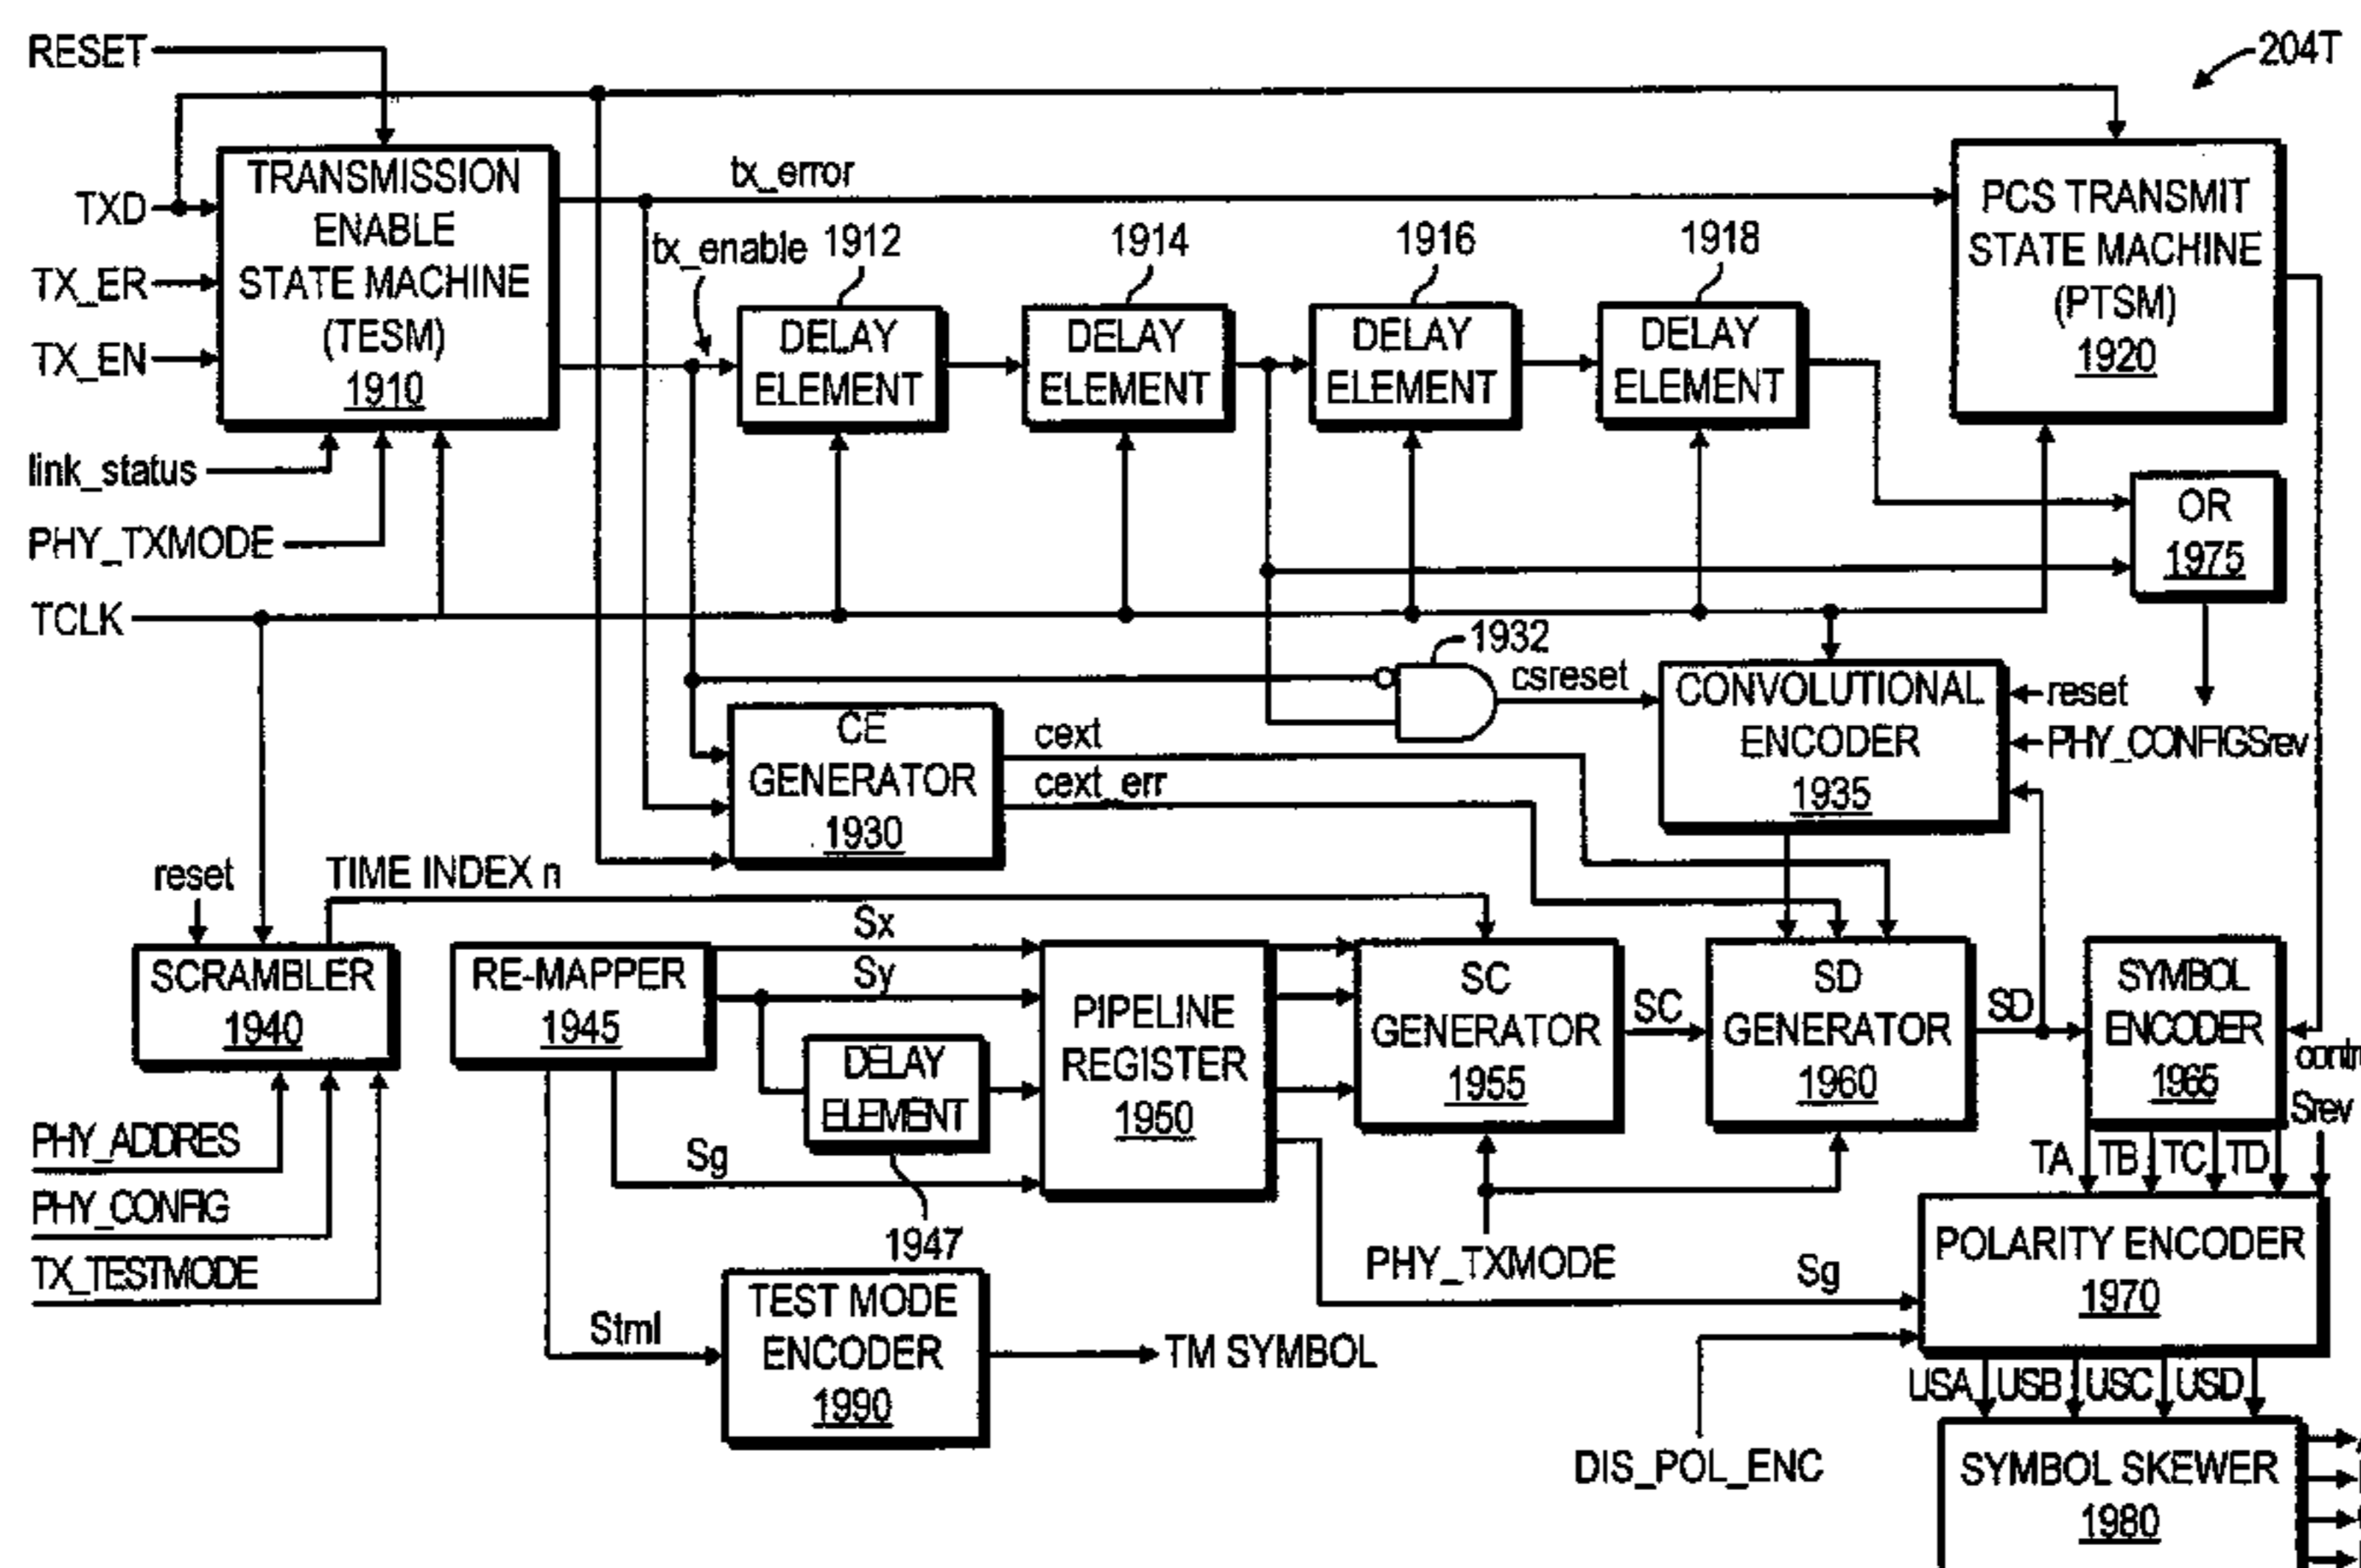 RESET
204T
TXD
TX_ER
TX_EN
TRANSMISSION
ENABLE
STATE MACHINE
(TESM)
1910
tx_error
tx_enable
1912
1914
1916
1918
DELAY
ELEMENT
DELAY
ELEMENT
DELAY
ELEMENT
DELAY
ELEMENT
PCS TRANSMIT
STATE MACHINE
(PTSM)
1920
link_status
PHY_TXMODE
TCLK
OR
1975
1932
csreset
CONVOLUTIONAL
ENCODER
1935
reset
PHY_CONFIGSrev
CE
GENERATOR
1930
cext
cext_err
reset
TIME INDEX n
SCRAMBLER
1940
PHY_ADDRES
PHY_CONFIG
TX_TESTMODE
RE-MAPPER
1945
Sx
Sy
DELAY
ELEMENT
1947
Sg
PIPELINE
REGISTER
1950
SC
GENERATOR
1955
SC
SD
GENERATOR
1960
SD
SYMBOL
ENCODER
1965
Srev
TA
TB
TC
TD
PHY_TXMODE
Sg
POLARITY ENCODER
1970
Stml
TEST MODE
ENCODER
1990
TM SYMBOL
USA
USB
USC
USD
DIS_POL_ENC
SYMBOL SKEWER
1980